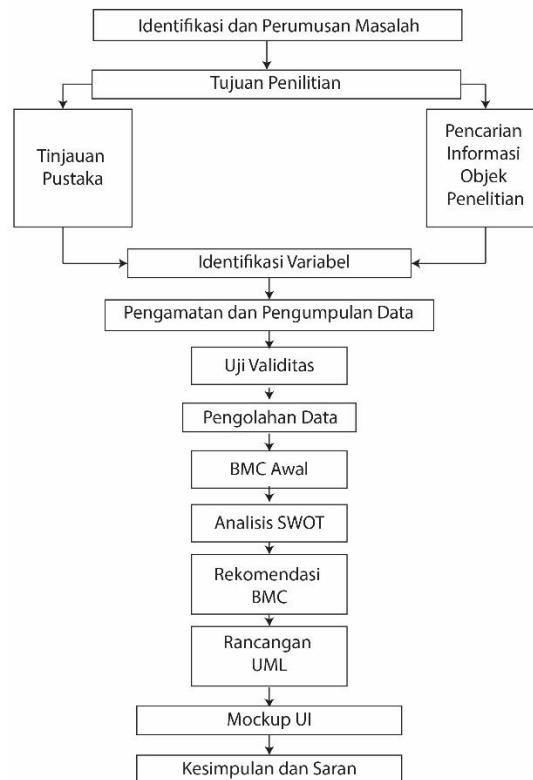 Identifikasi dan Perumusan Masalah
Tujuan Penilitian
Tinjauan
Pustaka
Pencarian
Informasi
Objek
Penelitian
Identifikasi Variabel
Pengamatan dan Pengumpulan Data
Uji Validitas
Pengolahan Data
BMC Awal
Analisis SWOT
Rekomendasi
BMC
Rancangan
UML
Mockup UI
Kesimpulan dan Saran